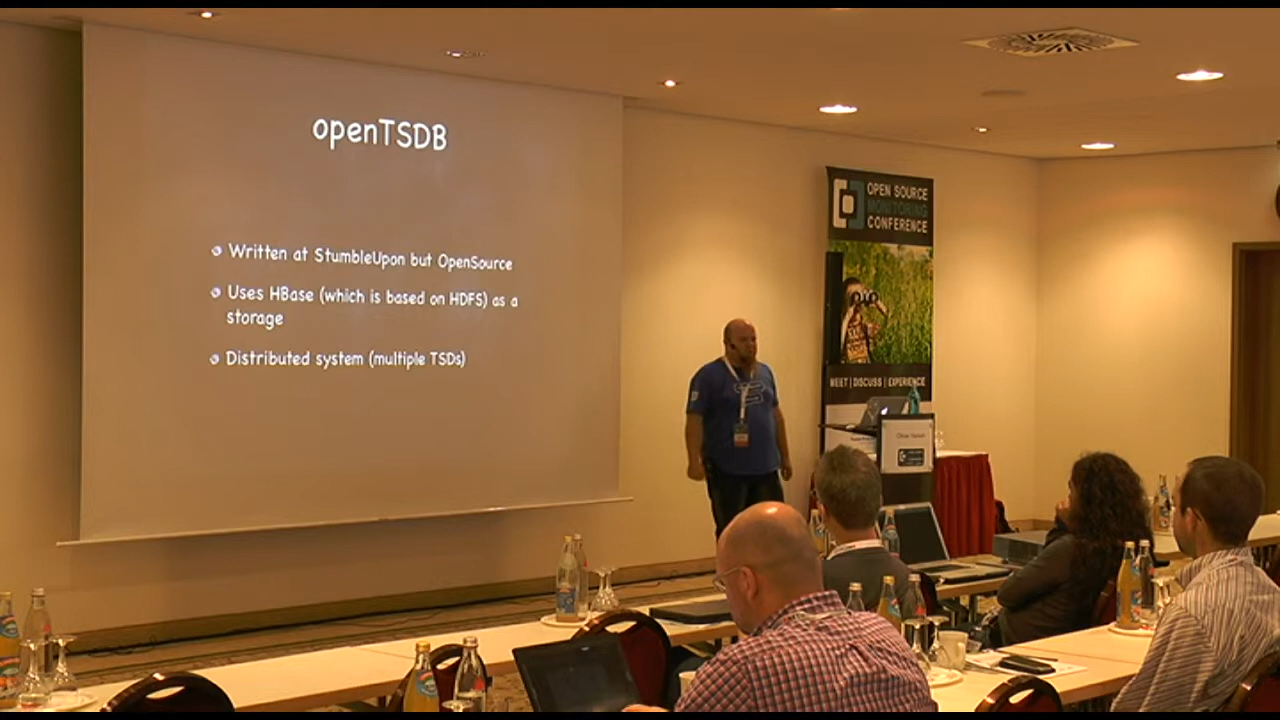 openTSDB
Written at StumbleUpon but OpenSource
Uses HBase (which is based on HDFS) as a
storage
Distributed system (multiple TSDs)
OPEN SOURCE
MONITORING
CONFERENCE
MEET | DISCUSS | EXPERIENCE